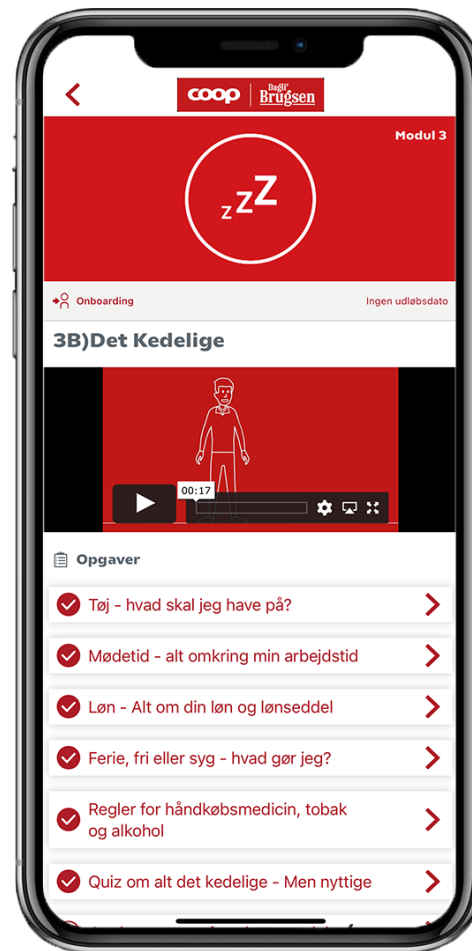 coop Dagli' Brugsen
Modul 3
zzZ
Onboarding
Ingen udløbsdato
3B)Det Kedelige
00:17
Opgaver
Tøj - hvad skal jeg have på?
Mødetid - alt omkring min arbejdstid
Løn - Alt om din løn og lønseddel
Ferie, fri eller syg - hvad gør jeg?
Regler for håndkøbsmedicin, tobak
og alkohol
Quiz om alt det kedelige - Men nyttige